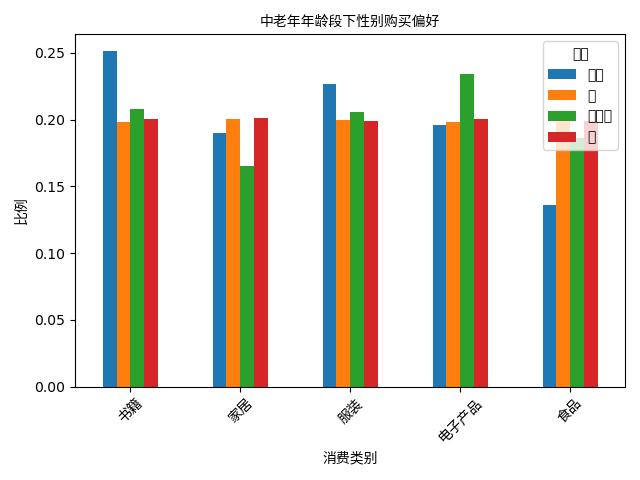 中老年年龄段下性别购买偏好
0.25
0.20
0.15
0.10
0.05
0.00
比例
书籍
家居
服装
电子产品
食品
消费类别